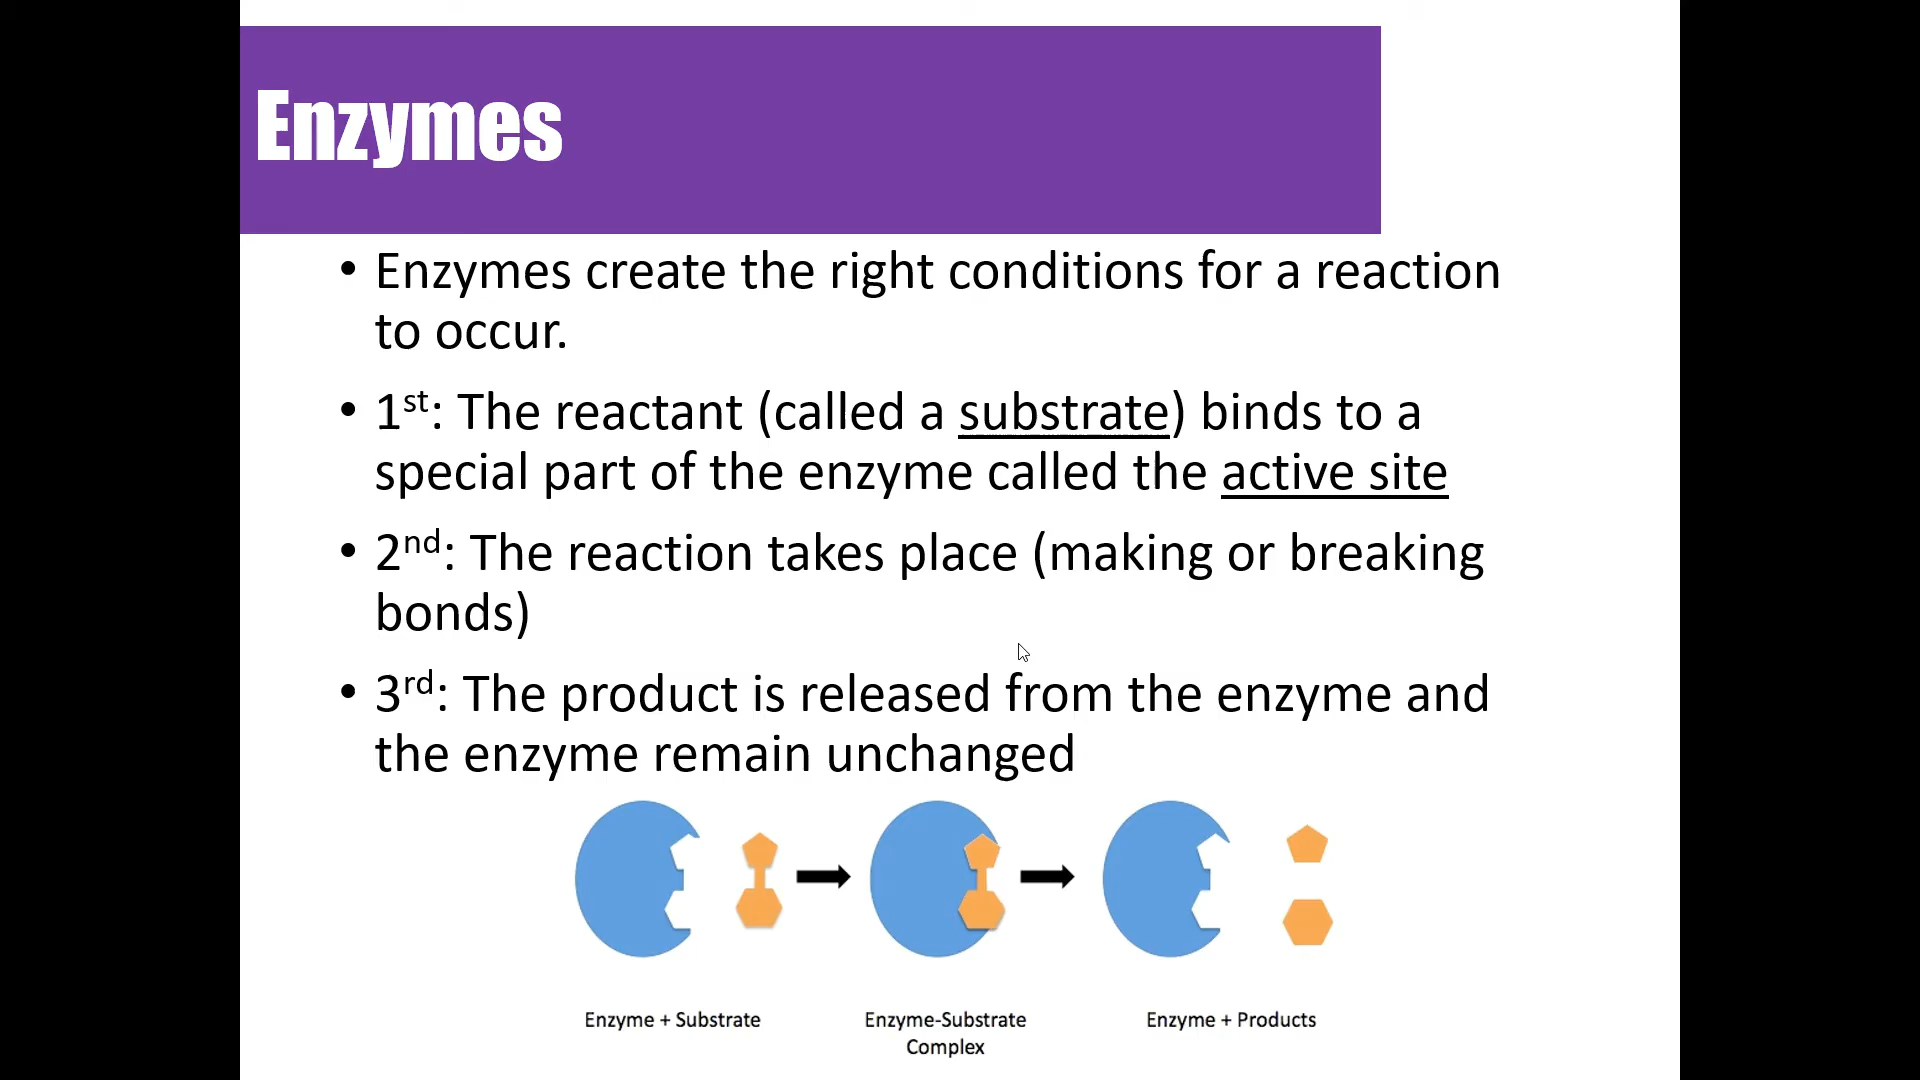 Enzymes
• Enzymes create the right conditions for a reaction
to occur.
• 1st: The reactant (called a substrate) binds to a
special part of the enzyme called the active site
• 2nd: The reaction takes place (making or breaking
bonds)
• 3rd: The product is released from the enzyme and
the enzyme remain unchanged
Enzyme + Substrate
Enzyme-Substrate
Complex
Enzyme + Products